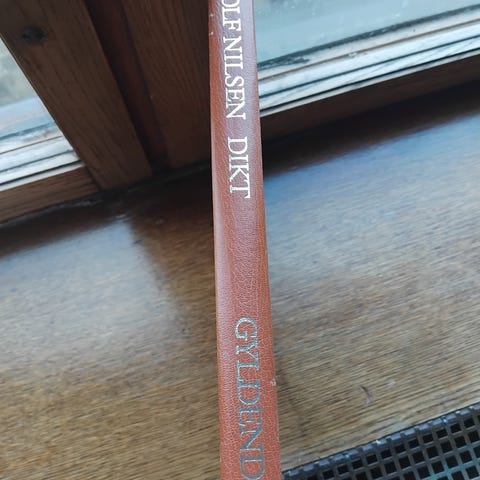 OLF NILSEN DIKT
GYLDEND